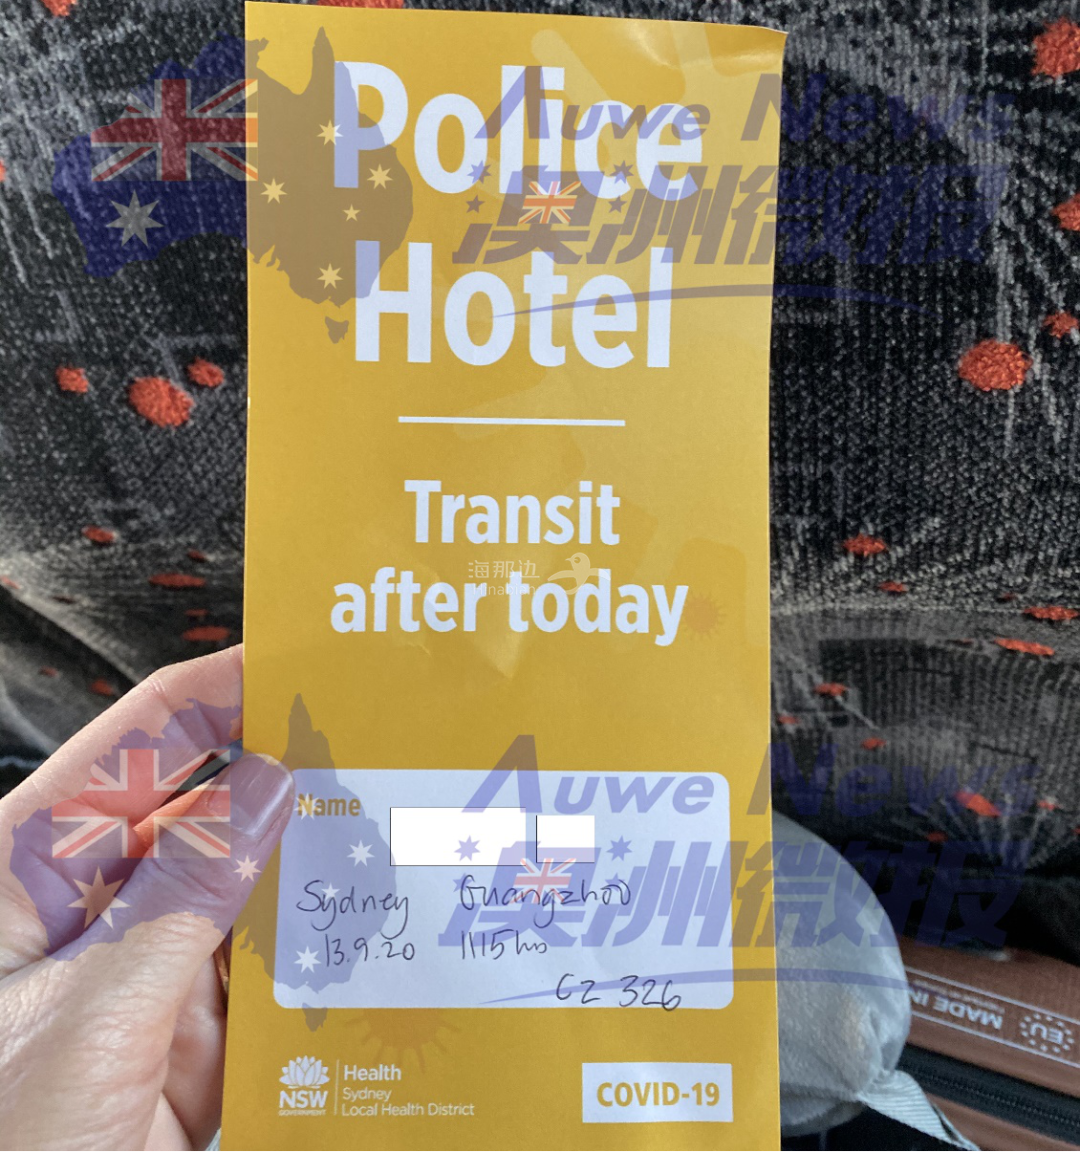 Police
Hotel
Transit
after today
Name
Sydney Guangzhou
13.9.20 1115hrs
CZ 326
NSW
GOVERNMENT
Health
Sydney
Local Health District
COVID-19
Auwe News
澳洲微报
海那边
Hinabian
Auwe News
澳洲微报
MADE IN
EU